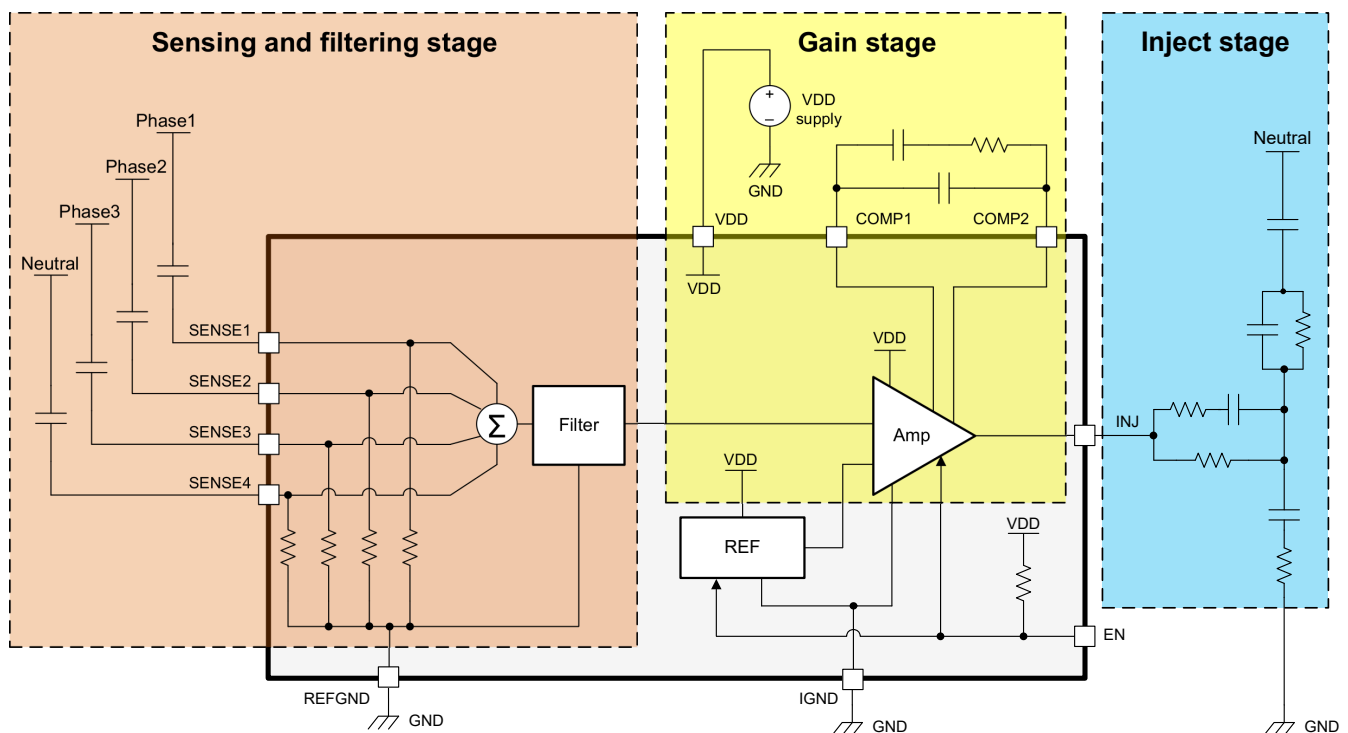 Sensing and filtering stage
Gain stage
Inject stage
Phase1
Phase2
Phase3
Neutral
+
–
VDD
supply
GND
Neutral
VDD
COMP1
COMP2
VDD
SENSE1
SENSE2
SENSE3
SENSE4
Σ
Filter
VDD
Amp
INJ
VDD
REF
VDD
EN
REFGND
GND
IGND
GND
GND